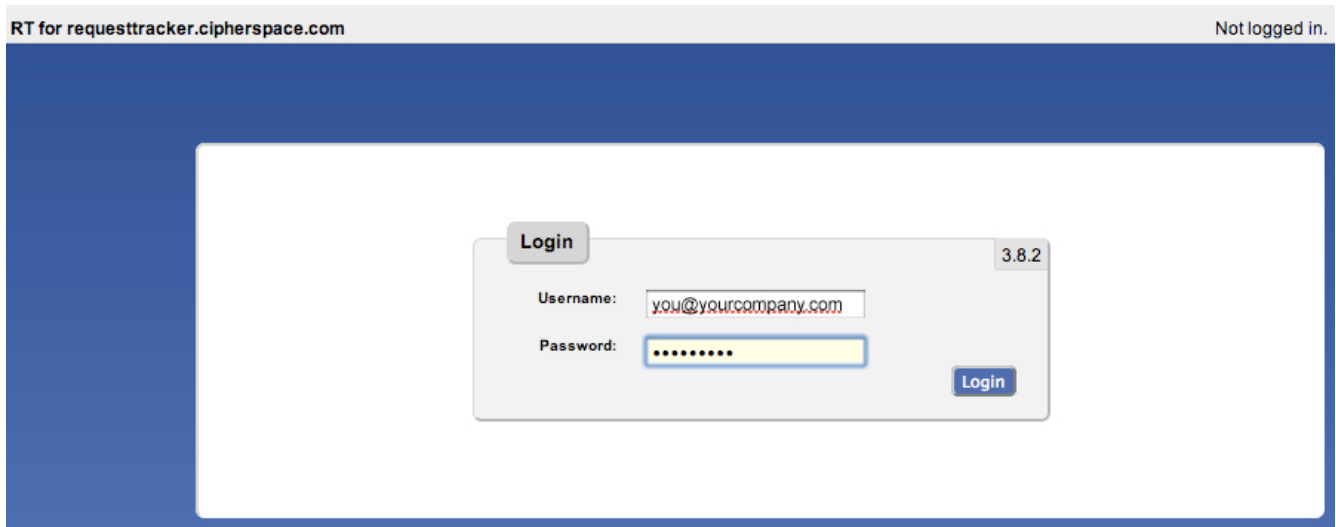 RT for requesttracker.cipherspace.com Not logged in.
Login
3.8.2
Username: you@yourcompany.com
Password: •••••••••
Login